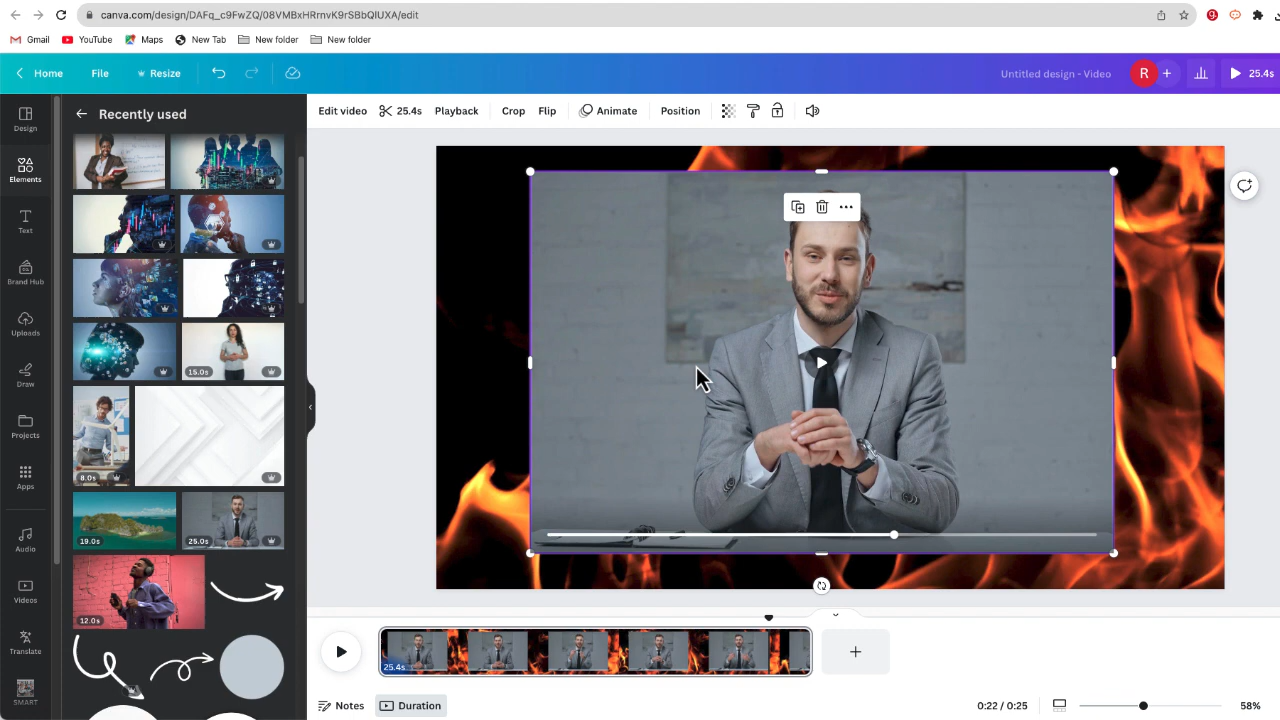 canva.com/design/DAFq_c9FwZQ/08VMBxHRrnvK9rSBbQIUXA/edit
Gmail YouTube Maps New Tab New folder New folder
Home File Resize Untitled design - Video R + 25.4s
Edit video 25.4s Playback Crop Flip Animate Position
Recently used
Design
Elements
Text
Brand Hub
Uploads
Draw
Projects
Apps
Audio
Videos
Translate
SMART
15.0s
8.0s
19.0s 25.0s
12.0s
25.4s
Notes Duration 0:22 / 0:25 58%